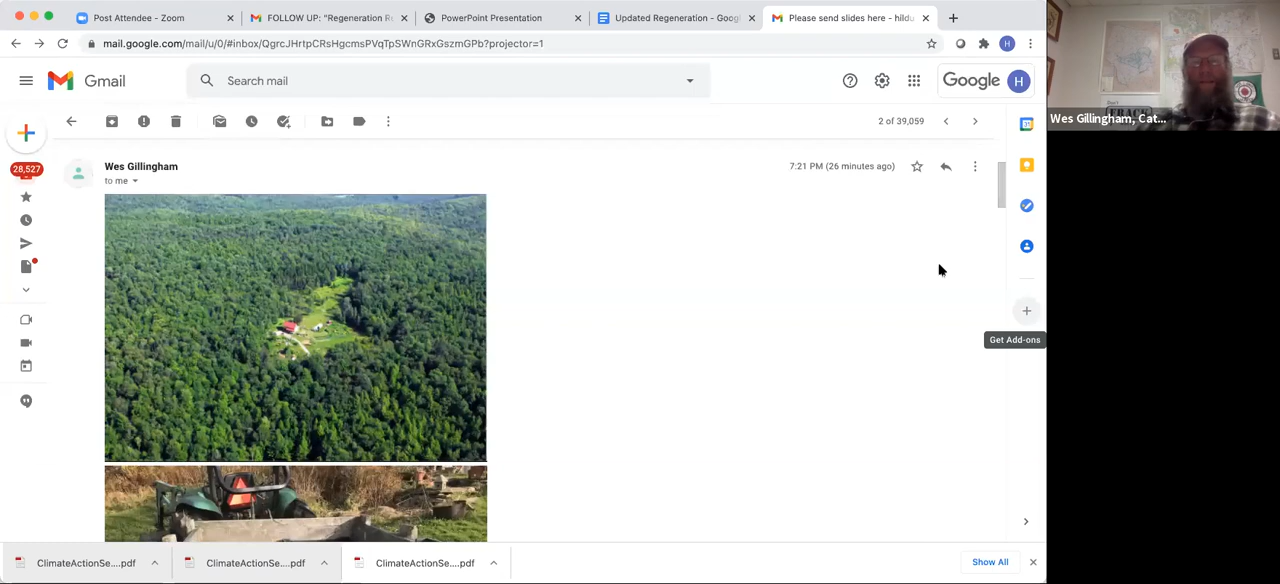 Post Attendee - Zoom
FOLLOW UP: "Regeneration R
PowerPoint Presentation
Updated Regeneration - Goog
Please send slides here - hildu
mail.google.com/mail/u/0/#inbox/QgrcJHrtpCRsHgcmsPVqTpSWnGRxGszmGPb?projector=1
H
Gmail
Search mail
Google H
2 of 39,059
28,527
Wes Gillingham
7:21 PM (26 minutes ago)
to me
Get Add-ons
ClimateActionSe....pdf
ClimateActionSe....pdf
ClimateActionSe....pdf
Show All
Wes Gillingham, Cat...